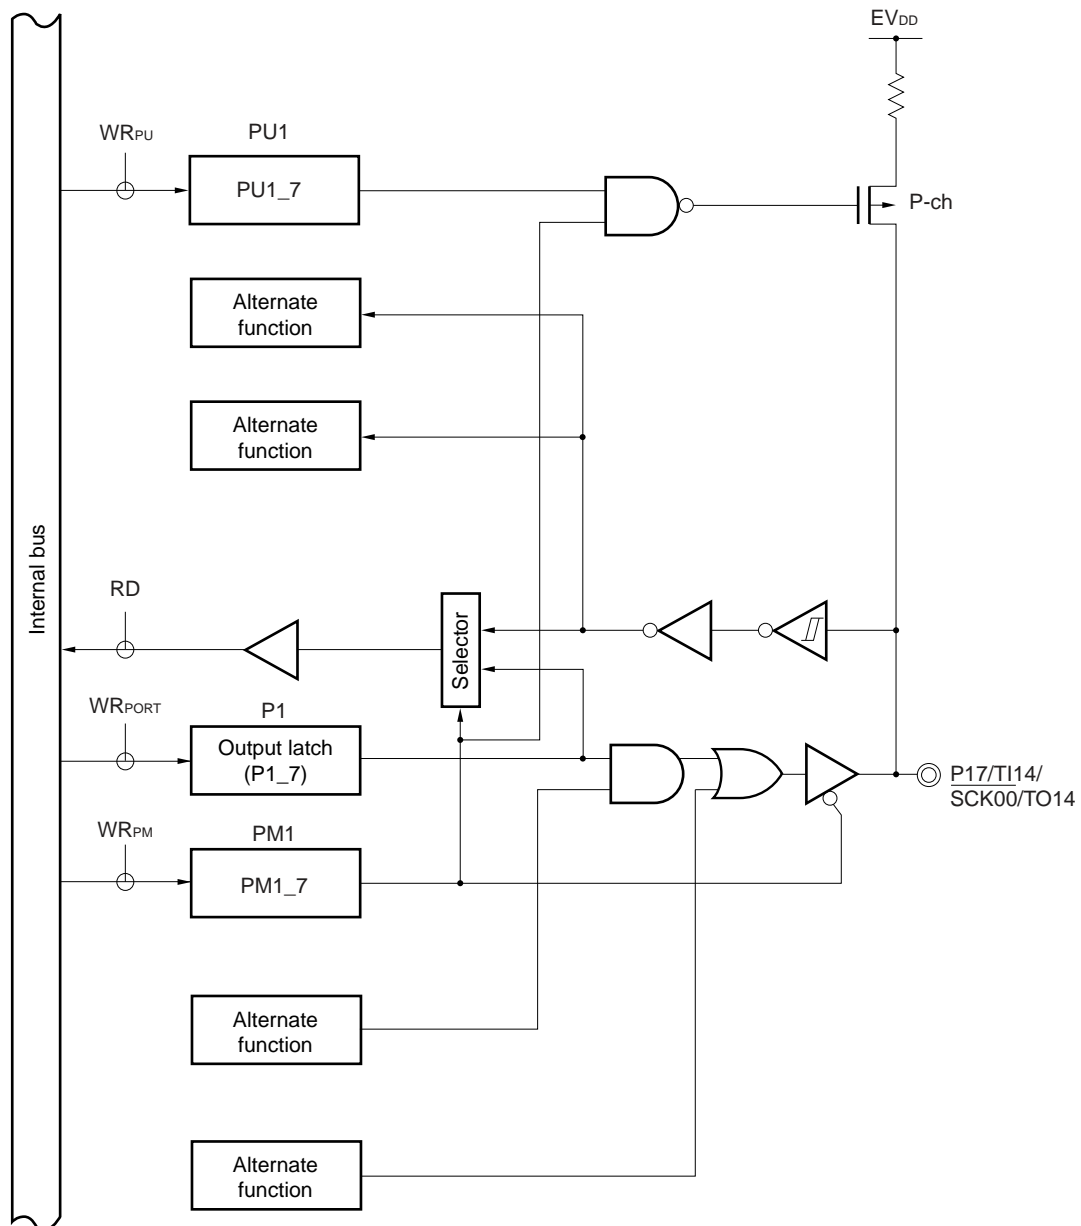 EVDD
WRPU
PU1
PU1_7
P-ch
Alternate
function
Alternate
function
Internal bus
RD
Selector
WRPORT
P1
Output latch
(P1_7)
P17/TI14/
SCK00/TO14
WRPM
PM1
PM1_7
Alternate
function
Alternate
function